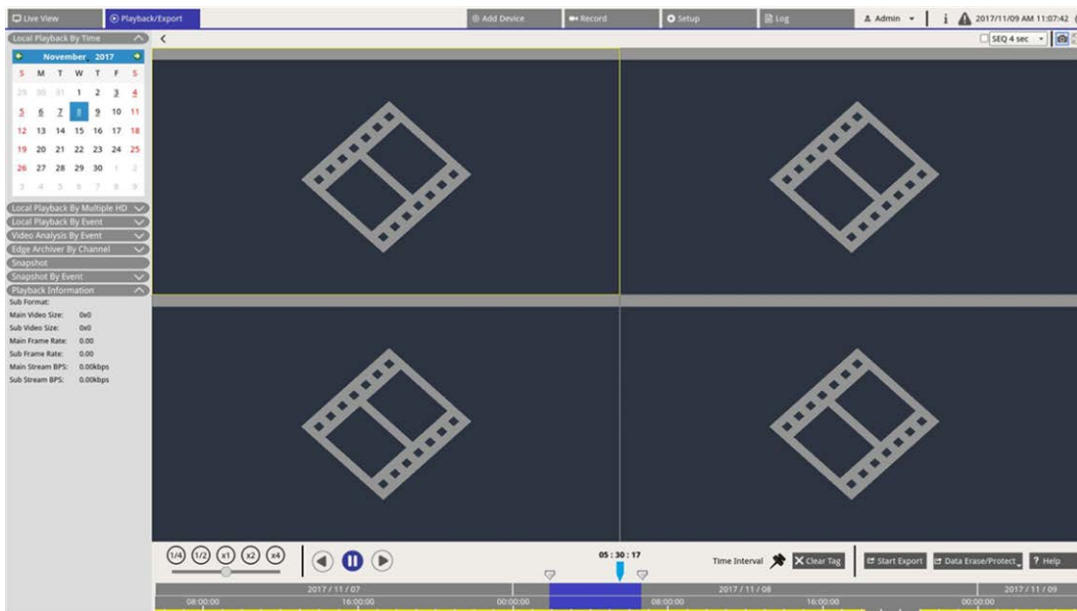 Live View Playback/Export Add Device Record Setup Log Admin i 2017/11/09 AM 11:07:42
Local Playback By Time SEQ 4 sec
November, 2017
S M T W T F S
29 30 31 1 2 3 4
5 6 7 8 9 10 11
12 13 14 15 16 17 18
19 20 21 22 23 24 25
26 27 28 29 30 1 2
3 4 5 6 7 8 9
Local Playback By Multiple HD
Local Playback By Event
Video Analysis By Event
Edge Archiver By Channel
Snapshot
Snapshot By Event
Playback Information
Sub Format:
Main Video Size: 0x0
Sub Video Size: 0x0
Main Frame Rate: 0.00
Sub Frame Rate: 0.00
Main Stream BPS: 0.00kbps
Sub Stream BPS: 0.00kbps
1/4 1/2 x1 x2 x4 05 : 30 : 17 Time Interval Clear Tag Start Export Data Erase/Protect ? Help
2017 / 11 / 07 2017 / 11 / 08 2017 / 11 / 09
08:00:00 16:00:00 00:00:00 08:00:00 16:00:00 00:00:00